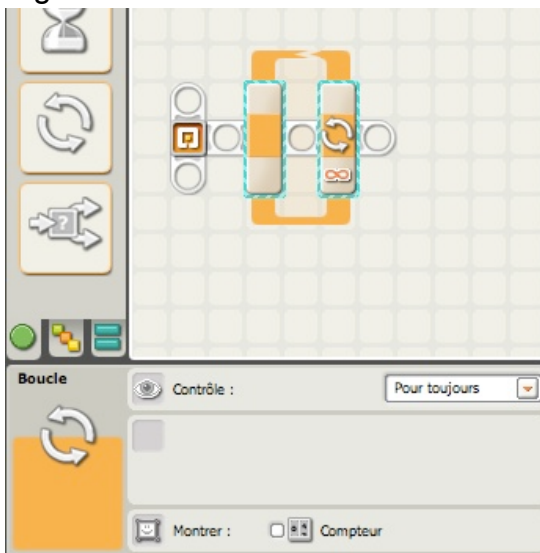 Boucle
Contrôle :
Pour toujours
Montrer :
Compteur